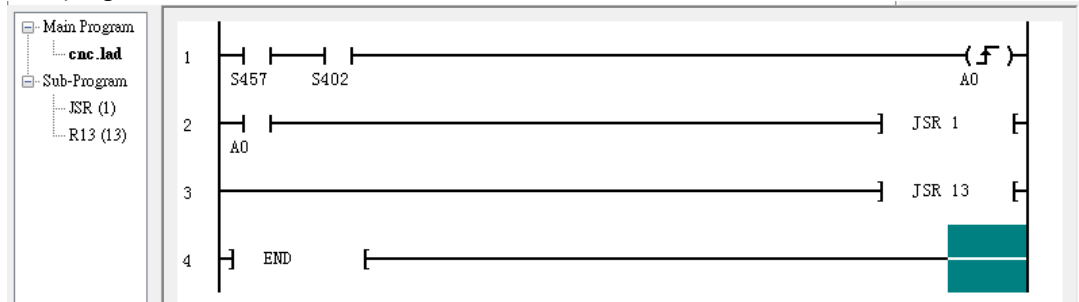 Main Program
cnc.lad
Sub-Program
JSR (1)
R13 (13)
1
S457 S402 A0
2
JSR 1
A0
3
JSR 13
4
END